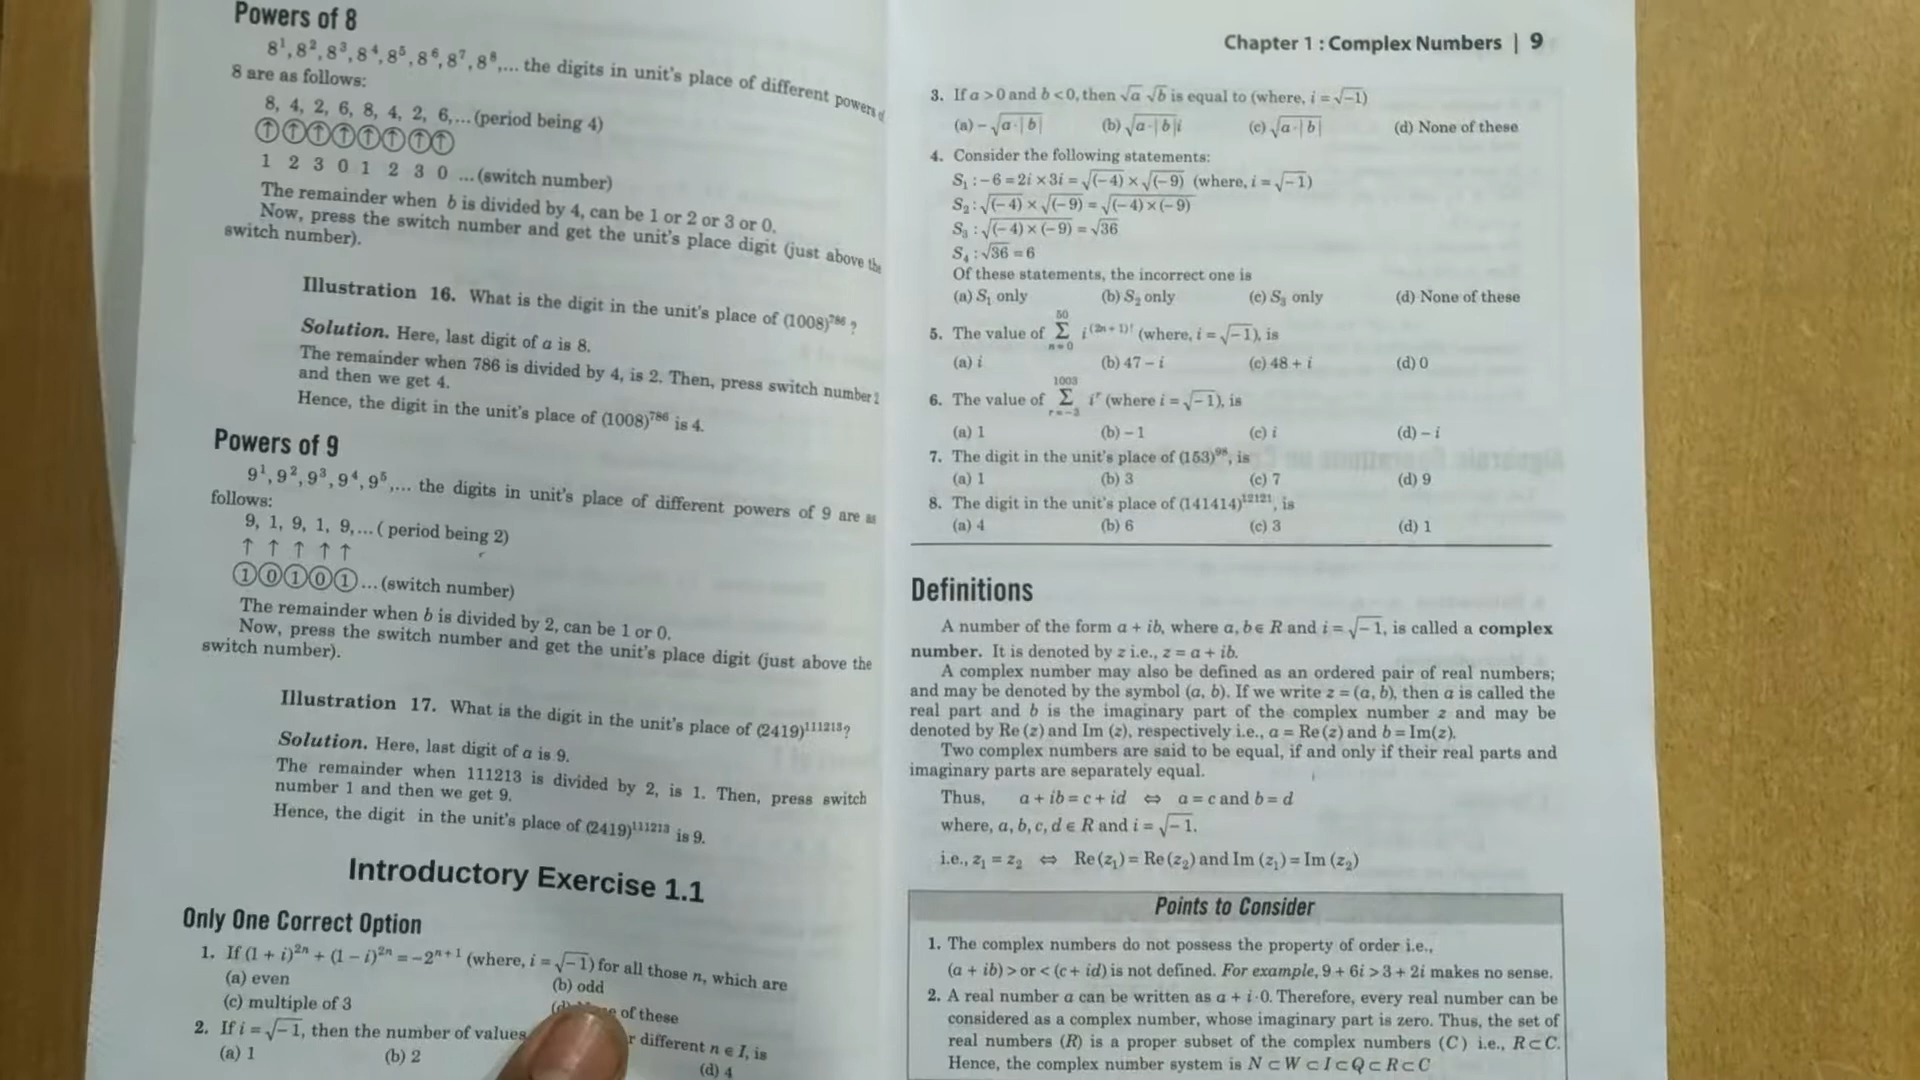 Powers of 8
8¹, 8², 8³, 8⁴, 8⁵, 8⁶, 8⁷, 8⁸,... the digits in unit's place of different powers
8 are as follows:
8, 4, 2, 6, 8, 4, 2, 6,... (period being 4)
↑ ↑ ↑ ↑ ↑ ↑ ↑ ↑
1 2 3 0 1 2 3 0 ...(switch number)
The remainder when b is divided by 4, can be 1 or 2 or 3 or 0.
Now, press the switch number and get the unit's place digit (just above the
switch number).
Illustration 16. What is the digit in the unit's place of (1008)⁷⁸⁶?
Solution. Here, last digit of a is 8.
The remainder when 786 is divided by 4, is 2. Then, press switch number 2
and then we get 4.
Hence, the digit in the unit's place of (1008)⁷⁸⁶ is 4.
Powers of 9
9¹, 9², 9³, 9⁴, 9⁵,... the digits in unit's place of different powers of 9 are as
follows:
9, 1, 9, 1, 9,... ( period being 2)
↑ ↑ ↑ ↑ ↑
① ⓪ ① ⓪ ① ... (switch number)
The remainder when b is divided by 2, can be 1 or 0.
Now, press the switch number and get the unit's place digit (just above the
switch number).
Illustration 17. What is the digit in the unit's place of (2419)¹¹¹²¹³?
Solution. Here, last digit of a is 9.
The remainder when 111213 is divided by 2, is 1. Then, press switch
number 1 and then we get 9.
Hence, the digit in the unit's place of (2419)¹¹¹²¹³ is 9.
Introductory Exercise 1.1
Only One Correct Option
1. If (1 + i)²ⁿ + (1 − i)²ⁿ = −2ⁿ⁺¹ (where, i = √−1) for all those n, which are
(a) even (b) odd
(c) multiple of 3 of these
2. If i = √−1, then the number of values different n ∈ I, is
(a) 1 (b) 2 (d) 4
Chapter 1 : Complex Numbers | 9
3. If a > 0 and b < 0, then √a √b is equal to (where, i = √−1)
(a) − √a·|b| (b) √a·|b| i (c) √a·|b| (d) None of these
4. Consider the following statements:
S₁ : −6 = 2i × 3i = √(−4) × √(−9) (where, i = √−1)
S₂ : √(−4) × √(−9) = √(−4) × (−9)
S₃ : √(−4) × (−9) = √36
S₄ : √36 = 6
Of these statements, the incorrect one is
(a) S₁ only (b) S₂ only (c) S₃ only (d) None of these
5. The value of Σₙ₌₀⁵⁰ i⁽²ⁿ⁺¹⁾! (where, i = √−1), is
(a) i (b) 47 − i (c) 48 + i (d) 0
6. The value of Σᵣ₌₋₃¹⁰⁰³ iʳ (where i = √−1), is
(a) 1 (b) − 1 (c) i (d) − i
7. The digit in the unit's place of (153)⁹⁸, is
(a) 1 (b) 3 (c) 7 (d) 9
8. The digit in the unit's place of (141414)¹²¹²¹, is
(a) 4 (b) 6 (c) 3 (d) 1
Definitions
A number of the form a + ib, where a, b ∈ R and i = √−1, is called a complex
number. It is denoted by z i.e., z = a + ib.
A complex number may also be defined as an ordered pair of real numbers;
and may be denoted by the symbol (a, b). If we write z = (a, b), then a is called the
real part and b is the imaginary part of the complex number z and may be
denoted by Re (z) and Im (z), respectively i.e., a = Re (z) and b = Im(z).
Two complex numbers are said to be equal, if and only if their real parts and
imaginary parts are separately equal.
Thus, a + ib = c + id ⇔ a = c and b = d
where, a, b, c, d ∈ R and i = √−1.
i.e., z₁ = z₂ ⇔ Re (z₁) = Re (z₂) and Im (z₁) = Im (z₂)
Points to Consider
1. The complex numbers do not possess the property of order i.e.,
(a + ib) > or < (c + id) is not defined. For example, 9 + 6i > 3 + 2i makes no sense.
2. A real number a can be written as a + i·0. Therefore, every real number can be
considered as a complex number, whose imaginary part is zero. Thus, the set of
real numbers (R) is a proper subset of the complex numbers (C) i.e., R ⊂ C.
Hence, the complex number system is N ⊂ W ⊂ I ⊂ Q ⊂ R ⊂ C